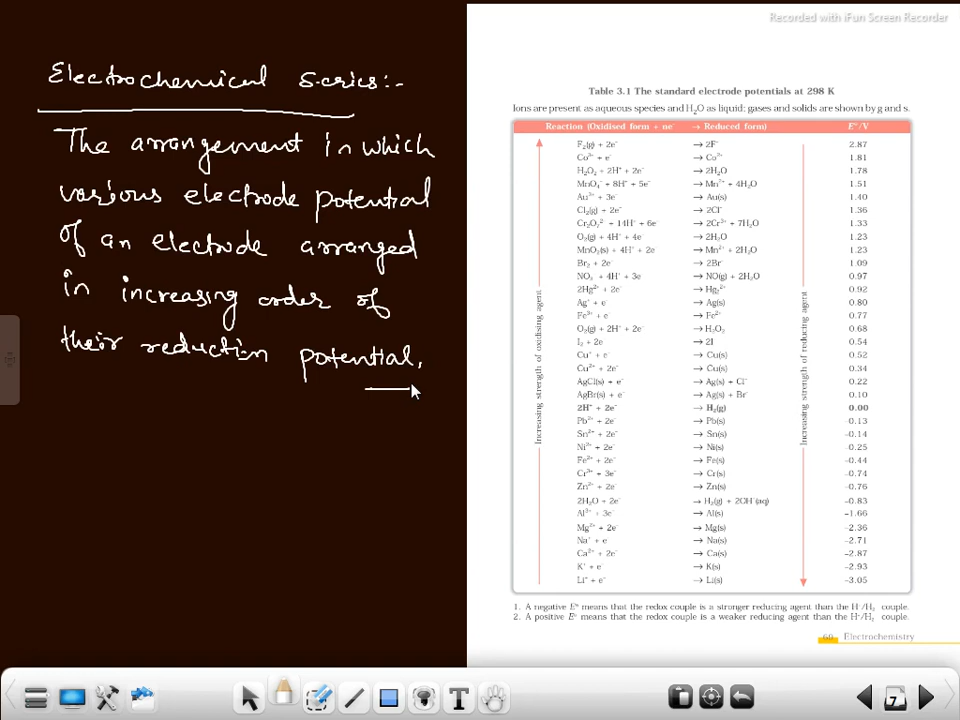 Recorded with iFun Screen Recorder
Electrochemical Series:-
The arrangement in which
various electrode potential
of an electrode arranged
in increasing order of
their reduction potential,
Table 3.1 The standard electrode potentials at 298 K
Ions are present as aqueous species and H₂O as liquid; gases and solids are shown by g and s.
Reaction (Oxidised form + ne⁻ → Reduced form) E°/V
F₂(g) + 2e⁻ → 2F⁻ 2.87
Co³⁺ + e⁻ → Co²⁺ 1.81
H₂O₂ + 2H⁺ + 2e⁻ → 2H₂O 1.78
MnO₄⁻ + 8H⁺ + 5e⁻ → Mn²⁺ + 4H₂O 1.51
Au³⁺ + 3e⁻ → Au(s) 1.40
Cl₂(g) + 2e⁻ → 2Cl⁻ 1.36
Cr₂O₇²⁻ + 14H⁺ + 6e⁻ → 2Cr³⁺ + 7H₂O 1.33
O₂(g) + 4H⁺ + 4e → 2H₂O 1.23
MnO₂(s) + 4H⁺ + 2e⁻ → Mn²⁺ + 2H₂O 1.23
Br₂ + 2e⁻ → 2Br⁻ 1.09
NO₃⁻ + 4H⁺ + 3e → NO(g) + 2H₂O 0.97
2Hg²⁺ + 2e⁻ → Hg₂²⁺ 0.92
Ag⁺ + e → Ag(s) 0.80
Fe³⁺ + e⁻ → Fe²⁺ 0.77
O₂(g) + 2H⁺ + 2e⁻ → H₂O₂ 0.68
I₂ + 2e → 2I 0.54
Cu⁺ + e⁻ → Cu(s) 0.52
Cu²⁺ + 2e⁻ → Cu(s) 0.34
AgCl(s) + e⁻ → Ag(s) + Cl⁻ 0.22
AgBr(s) + e⁻ → Ag(s) + Br⁻ 0.10
2H⁺ + 2e⁻ → H₂(g) 0.00
Pb²⁺ + 2e⁻ → Pb(s) 0.13
Sn²⁺ + 2e⁻ → Sn(s) –0.14
Ni²⁺ + 2e⁻ → Ni(s) –0.25
Fe²⁺ + 2e⁻ → Fe(s) –0.44
Cr³⁺ + 3e⁻ → Cr(s) –0.74
Zn²⁺ + 2e⁻ → Zn(s) –0.76
2H₂O + 2e⁻ → H₂(g) + 2OH⁻(aq) –0.83
Al³⁺ + 3e⁻ → Al(s) –1.66
Mg²⁺ + 2e⁻ → Mg(s) –2.36
Na⁺ + e → Na(s) –2.71
Ca²⁺ + 2e⁻ → Ca(s) –2.87
K⁺ + e → K(s) –2.93
Li⁺ + e⁻ → Li(s) –3.05
Increasing strength of oxidising agent
Increasing strength of reducing agent
1. A negative E° means that the redox couple is a stronger reducing agent than the H⁺/H₂ couple.
2. A positive E° means that the redox couple is a weaker reducing agent than the H⁺/H₂ couple.
60 Electrochemistry
T
7